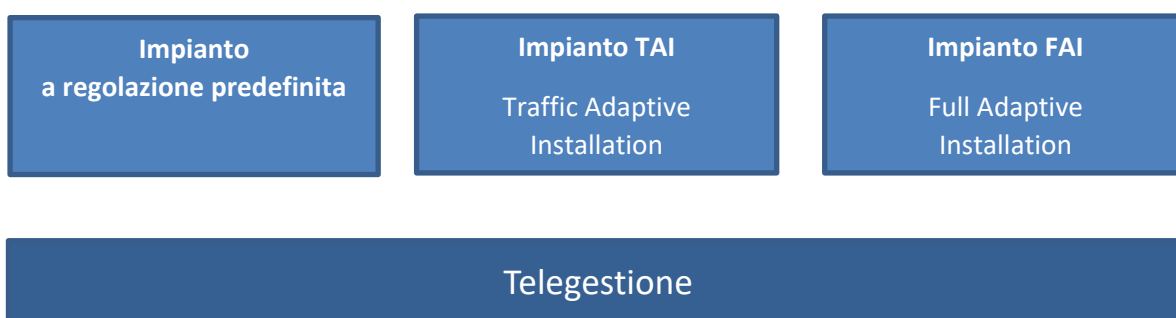 Impianto
a regolazione predefinita
Impianto TAI
Traffic Adaptive
Installation
Impianto FAI
Full Adaptive
Installation
Telegestione